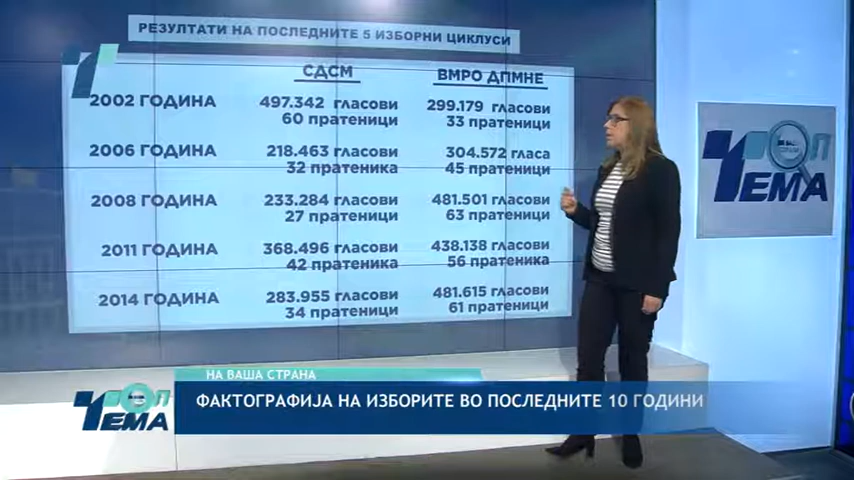 РЕЗУЛТАТИ НА ПОСЛЕДНИТЕ 5 ИЗБОРНИ ЦИКЛУСИ
СДСМ ВМРО ДПМНЕ
2002 ГОДИНА 497.342 гласови 299.179 гласови
60 пратеници 33 пратеници
2006 ГОДИНА 218.463 гласови 304.572 гласа
32 пратеника 45 пратеници
2008 ГОДИНА 233.284 гласови 481.501 гласови
27 пратеници 63 пратеници
2011 ГОДИНА 368.496 гласови 438.138 гласови
42 пратеника 56 пратеника
2014 ГОДИНА 283.955 гласови 481.615 гласови
34 пратеници 61 пратеници
ТОП
ТЕМА
НА ВАША СТРАНА
ТОП
ТЕМА
ФАКТОГРАФИЈА НА ИЗБОРИТЕ ВО ПОСЛЕДНИТЕ 10 ГОДИНИ